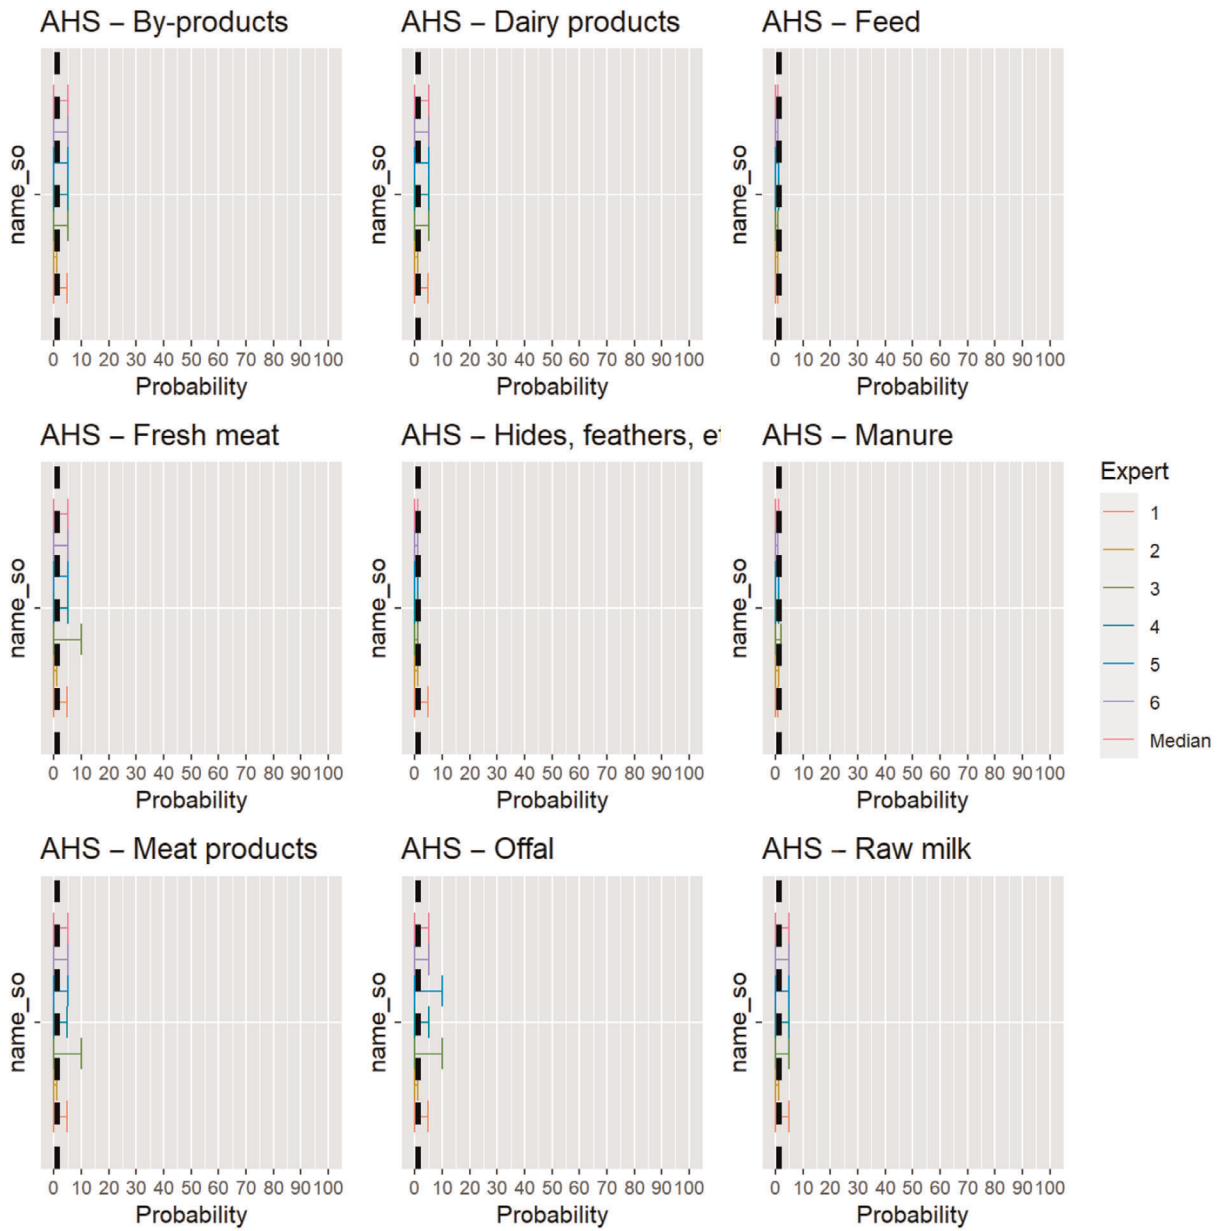 AHS – By-products
AHS – Dairy products
AHS – Feed
name_so
name_so
name_so
0 10 20 30 40 50 60 70 80 90 100
0 10 20 30 40 50 60 70 80 90 100
0 10 20 30 40 50 60 70 80 90 100
Probability
Probability
Probability
AHS – Fresh meat
AHS – Hides, feathers, et
AHS – Manure
name_so
name_so
name_so
0 10 20 30 40 50 60 70 80 90 100
0 10 20 30 40 50 60 70 80 90 100
0 10 20 30 40 50 60 70 80 90 100
Probability
Probability
Probability
Expert
1
2
3
4
5
6
Median
AHS – Meat products
AHS – Offal
AHS – Raw milk
name_so
name_so
name_so
0 10 20 30 40 50 60 70 80 90 100
0 10 20 30 40 50 60 70 80 90 100
0 10 20 30 40 50 60 70 80 90 100
Probability
Probability
Probability